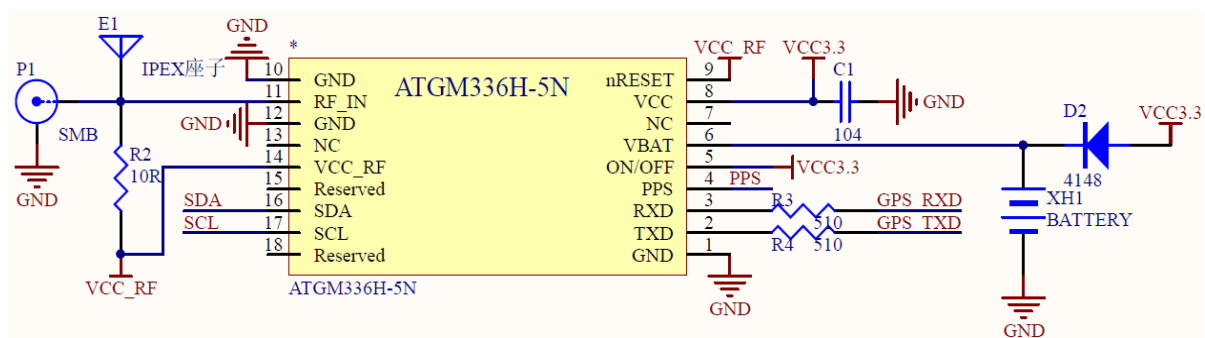 E1
GND
*
P1
IPEX座子
SMB
GND
GND
R2
10R
SDA
SCL
VCC_RF
ATGM336H-5N
10 GND
11 RF_IN
12 GND
13 NC
14 VCC_RF
15 Reserved
16 SDA
17 SCL
18 Reserved
nRESET 9
VCC 8
NC 7
VBAT 6
ON/OFF 5
PPS 4
RXD 3
TXD 2
GND 1
ATGM336H-5N
VCC_RF
VCC3.3
C1
104
GND
D2
VCC3.3
4148
VCC3.3
PPS
R3
510
GPS_RXD
R4
510
GPS_TXD
XH1
BATTERY
GND
GND